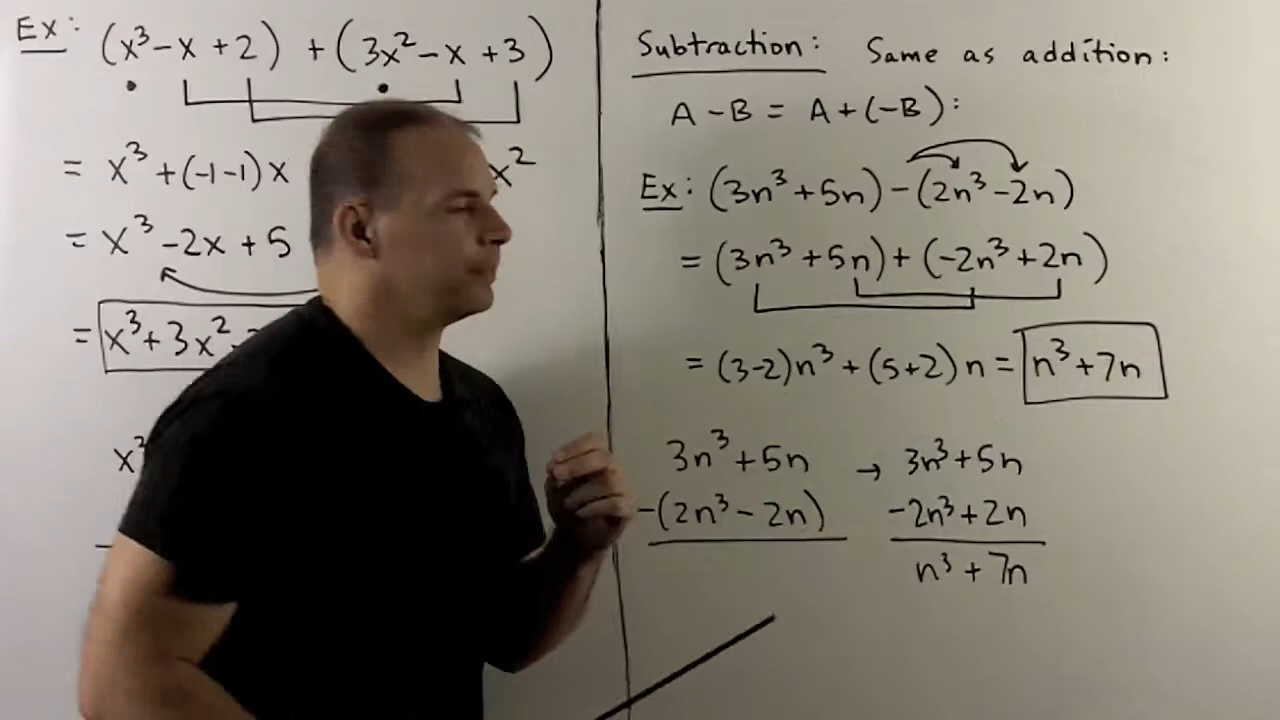 Ex: (x³ - x + 2) + (3x² - x + 3)
= x³ + (-1-1)x x²
= x³ - 2x + 5
= x³ + 3x² -
Subtraction: Same as addition:
A - B = A + (-B):
Ex: (3n³ + 5n) - (2n³ - 2n)
= (3n³ + 5n) + (-2n³ + 2n)
= (3-2)n³ + (5+2)n = n³ + 7n
3n³ + 5n → 3n³ + 5n
-(2n³ - 2n) -2n³ + 2n
n³ + 7n